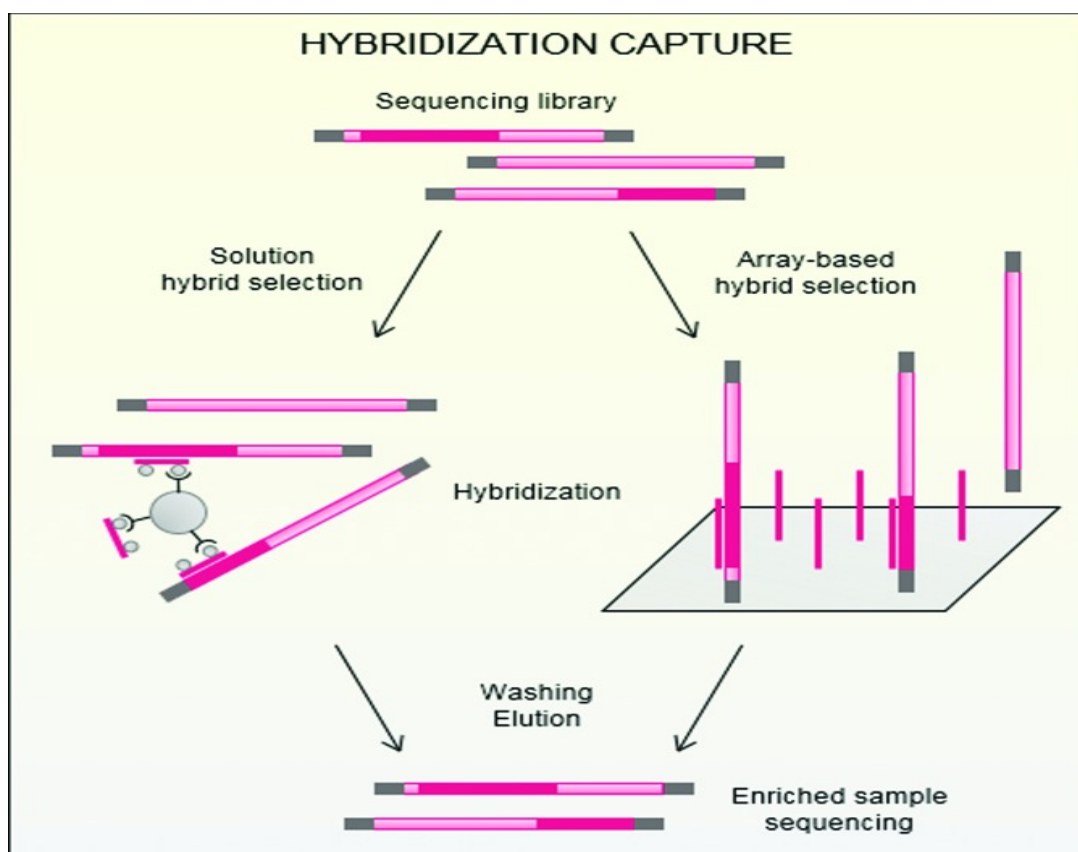 HYBRIDIZATION CAPTURE
Sequencing library
Solution
hybrid selection
Array-based
hybrid selection
Hybridization
Washing
Elution
Enriched sample
sequencing